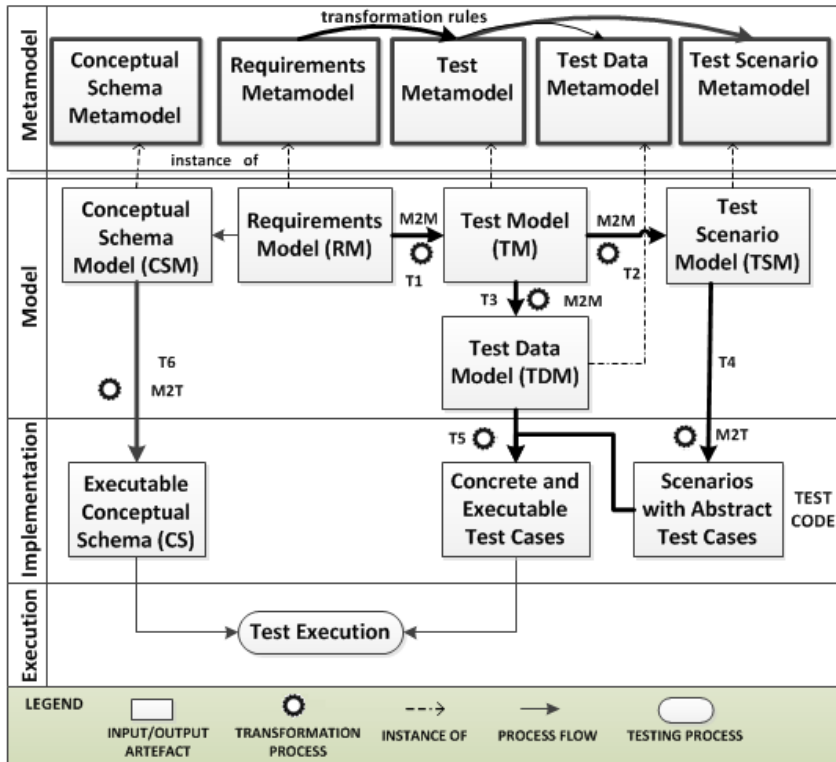 transformation rules
Metamodel
Conceptual
Schema
Metamodel
Requirements
Metamodel
Test
Metamodel
Test Data
Metamodel
Test Scenario
Metamodel
instance of
Model
Conceptual
Schema
Model (CSM)
Requirements
Model (RM)
M2M
T1
Test Model
(TM)
M2M
T2
Test
Scenario
Model (TSM)
T3
M2M
Test Data
Model (TDM)
T6
M2T
T4
T5
M2T
Implementation
Executable
Conceptual
Schema (CS)
Concrete and
Executable
Test Cases
Scenarios
with Abstract
Test Cases
TEST
CODE
Execution
Test Execution
LEGEND
INPUT/OUTPUT
ARTEFACT
TRANSFORMATION
PROCESS
INSTANCE OF
PROCESS FLOW
TESTING PROCESS